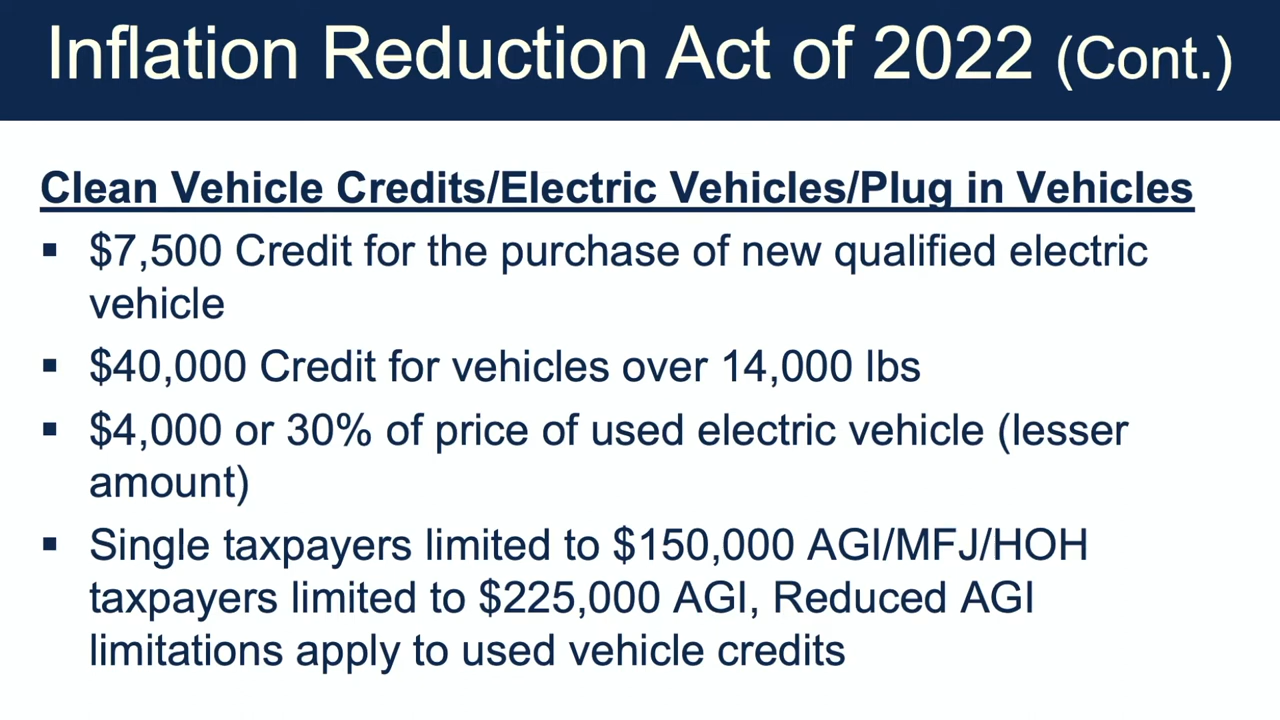 Inflation Reduction Act of 2022 (Cont.)
Clean Vehicle Credits/Electric Vehicles/Plug in Vehicles
▪ $7,500 Credit for the purchase of new qualified electric
vehicle
▪ $40,000 Credit for vehicles over 14,000 lbs
▪ $4,000 or 30% of price of used electric vehicle (lesser
amount)
▪ Single taxpayers limited to $150,000 AGI/MFJ/HOH
taxpayers limited to $225,000 AGI, Reduced AGI
limitations apply to used vehicle credits